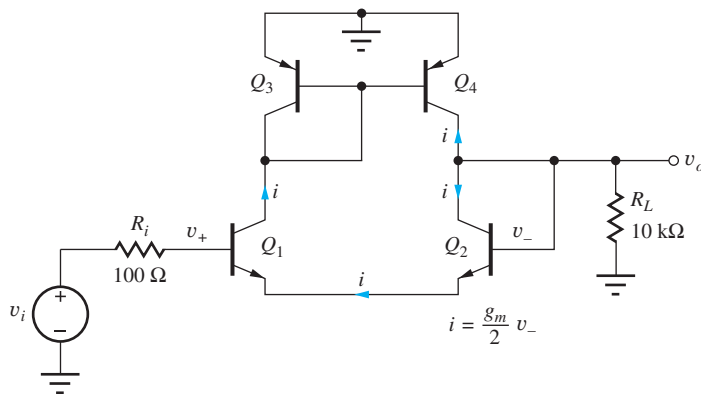 Q3
Q4
i
i
i
vo
Ri
v+
Q1
100 Ω
Q2
v−
RL
10 kΩ
vi
+
−
i
i = gm/2 v−